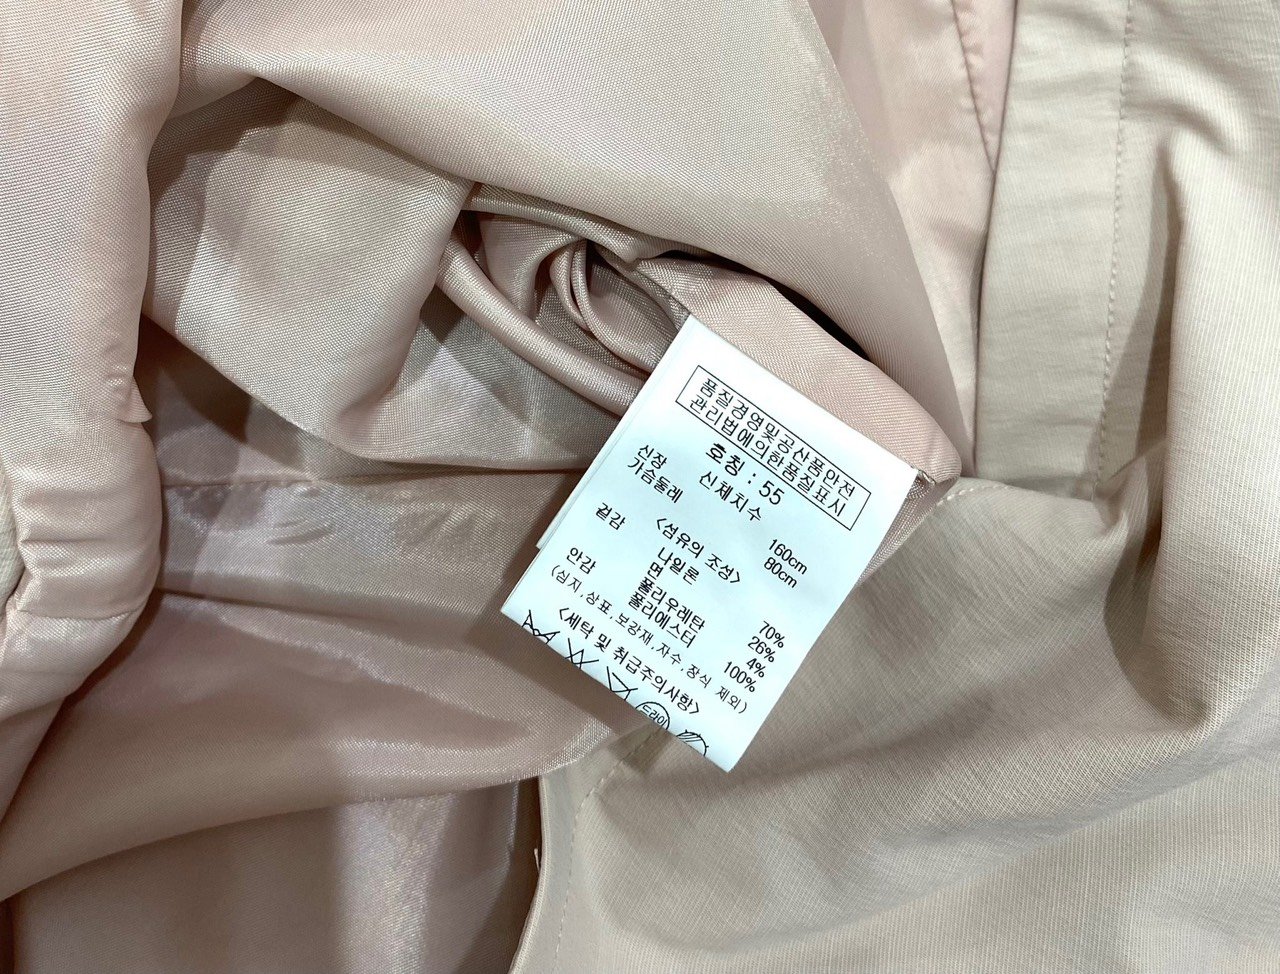 품질경영및공산품안전
관리법에의한품질표시
호칭 : 55
신체치수
신장 160cm
가슴둘레 80cm
<섬유의 조성>
겉감 나일론 70%
면 26%
폴리우레탄 4%
안감 폴리에스터 100%
(심지,상표,보강재,자수,장식 제외)
<세탁 및 취급주의사항>
드라이